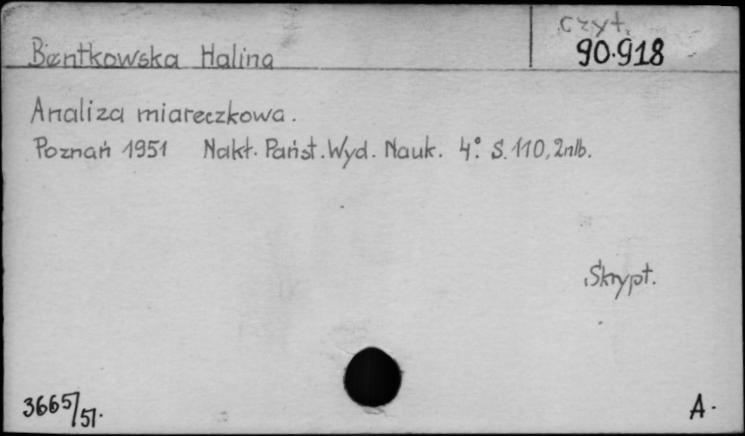 czyt.
90.918
Bentkowska Halina
Analiza miareczkowa.
Poznań 1951 Nakł. Państ. Wyd. Nauk. 4° S. 110, 2nlb.
Skrypt.
3665/51.
A.